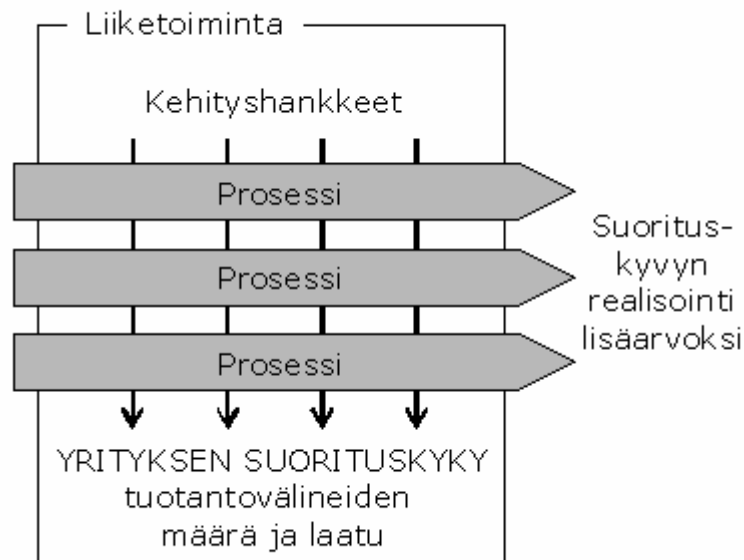 Liiketoiminta
Kehityshankkeet
Prosessi
Prosessi
Prosessi
Suoritus-
kyvyn
realisointi
lisäarvoksi
YRITYKSEN SUORITUSKYKY
tuotantovälineiden
määrä ja laatu